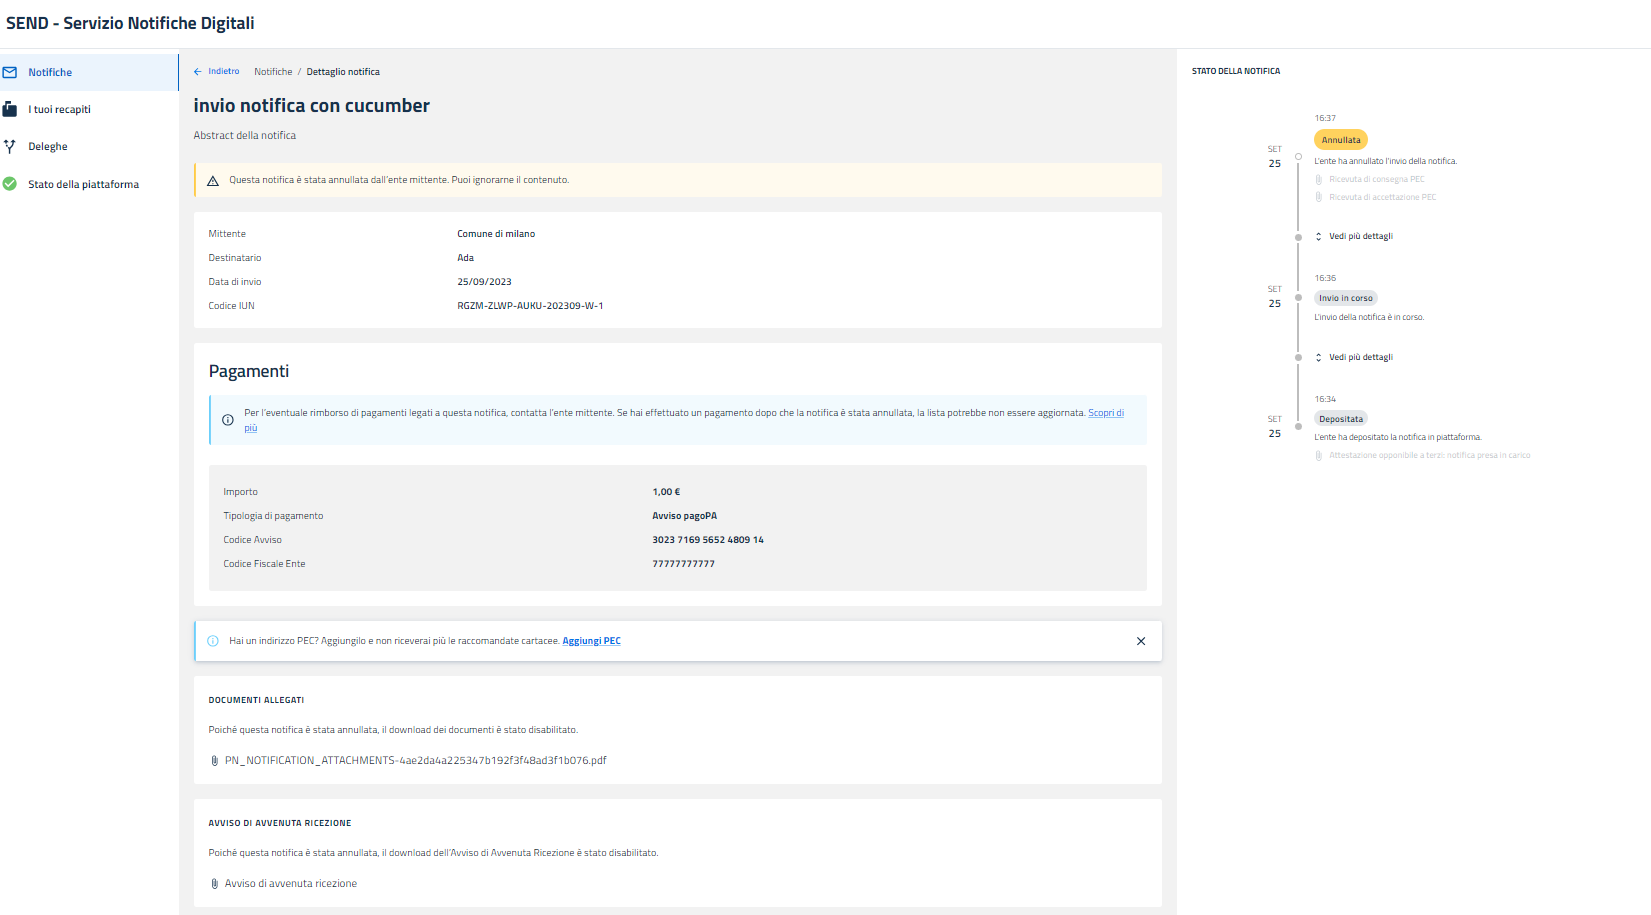 SEND - Servizio Notifiche Digitali
Notifiche
I tuoi recapiti
Deleghe
Stato della piattaforma
Indietro Notifiche / Dettaglio notifica
invio notifica con cucumber
Abstract della notifica
Questa notifica è stata annullata dall'ente mittente. Puoi ignorarne il contenuto.
Mittente Comune di milano
Destinatario Ada
Data di invio 25/09/2023
Codice IUN RGZM-ZLWP-AUKU-202309-W-1
Pagamenti
Per l'eventuale rimborso di pagamenti legati a questa notifica, contatta l'ente mittente. Se hai effettuato un pagamento dopo che la notifica è stata annullata, la lista potrebbe non essere aggiornata. Scopri di
più
Importo 1,00 €
Tipologia di pagamento Avviso pagoPA
Codice Avviso 3023 7169 5652 4809 14
Codice Fiscale Ente 77777777777
Hai un indirizzo PEC? Aggiungilo e non riceverai più le raccomandate cartacee. Aggiungi PEC
DOCUMENTI ALLEGATI
Poiché questa notifica è stata annullata, il download dei documenti è stato disabilitato.
PN_NOTIFICATION_ATTACHMENTS-4ae2da4a225347b192f3f48ad3f1b076.pdf
AVVISO DI AVVENUTA RICEZIONE
Poiché questa notifica è stata annullata, il download dell'Avviso di Avvenuta Ricezione è stato disabilitato.
Avviso di avvenuta ricezione
STATO DELLA NOTIFICA
16:37
SET
25
Annullata
L'ente ha annullato l'invio della notifica.
Ricevuta di consegna PEC
Ricevuta di accettazione PEC
Vedi più dettagli
16:36
SET
25
Invio in corso
L'invio della notifica è in corso.
Vedi più dettagli
16:34
SET
25
Depositata
L'ente ha depositato la notifica in piattaforma.
Attestazione opponibile a terzi: notifica presa in carico